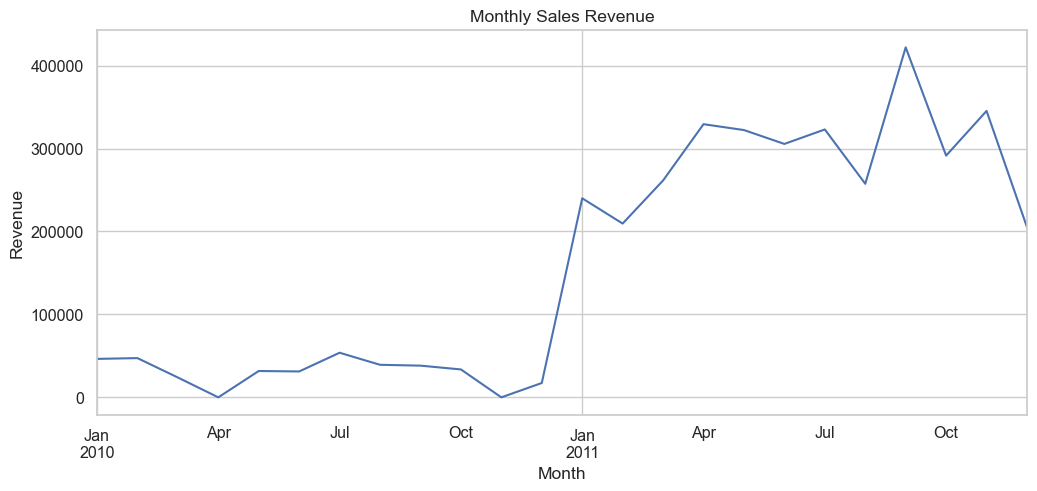 Monthly Sales Revenue
400000
300000
200000
100000
0
Revenue
Jan
2010
Apr
Jul
Oct
Jan
2011
Apr
Jul
Oct
Month